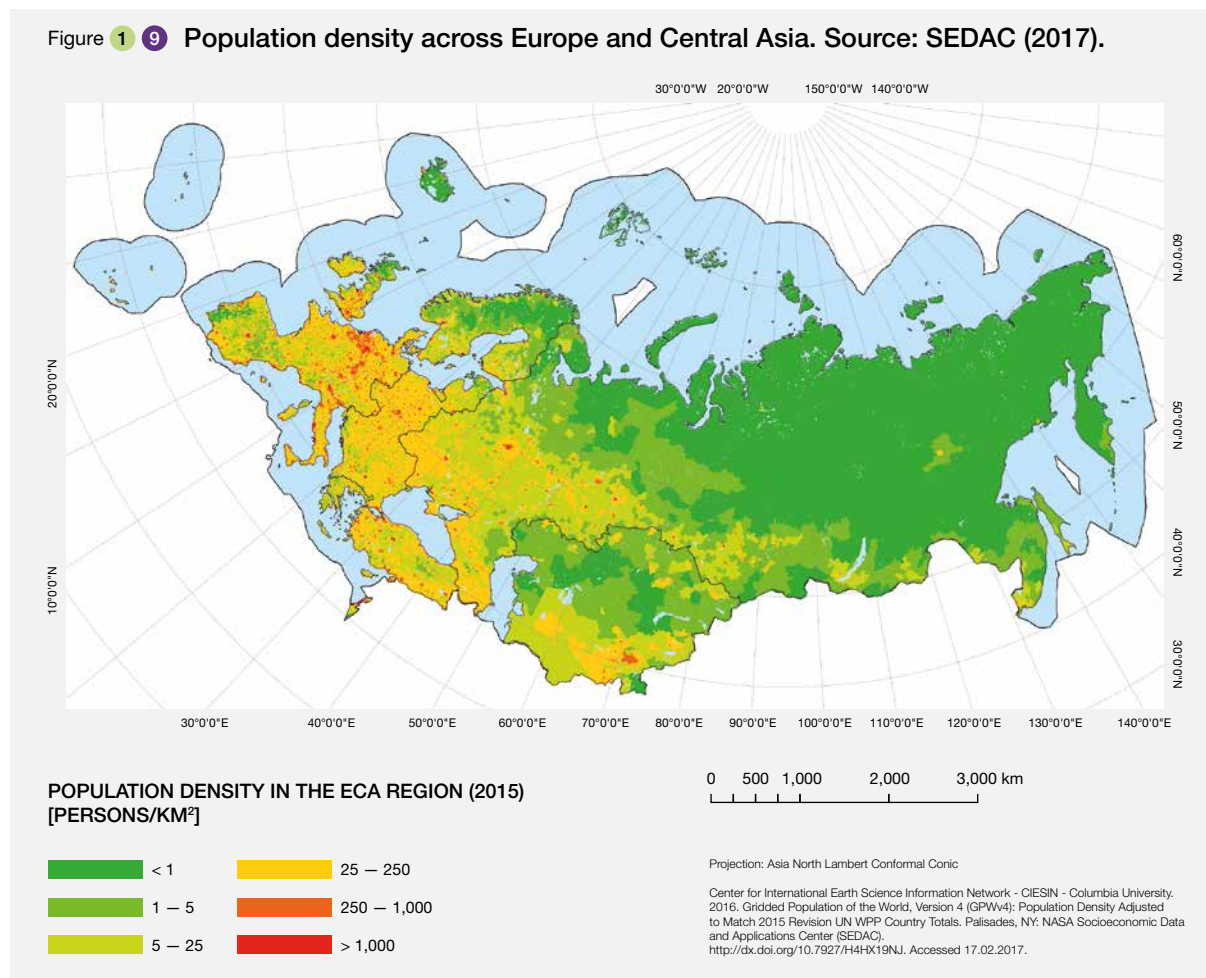 Figure 1 9 Population density across Europe and Central Asia. Source: SEDAC (2017).
30°0'0"W 20°0'0"W 150°0'0"W 140°0'0"W
60°0'0"N
20°0'0"N
50°0'0"N
40°0'0"N
10°0'0"N
30°0'0"N
30°0'0"E 40°0'0"E 50°0'0"E 60°0'0"E 70°0'0"E 80°0'0"E 90°0'0"E 100°0'0"E 110°0'0"E 120°0'0"E 130°0'0"E 140°0'0"E
POPULATION DENSITY IN THE ECA REGION (2015)
[PERSONS/KM²]
0 500 1,000 2,000 3,000 km
< 1
25 — 250
1 — 5
250 — 1,000
5 — 25
> 1,000
Projection: Asia North Lambert Conformal Conic
Center for International Earth Science Information Network - CIESIN - Columbia University.
2016. Gridded Population of the World, Version 4 (GPWv4): Population Density Adjusted
to Match 2015 Revision UN WPP Country Totals. Palisades, NY: NASA Socioeconomic Data
and Applications Center (SEDAC).
http://dx.doi.org/10.7927/H4HX19NJ. Accessed 17.02.2017.